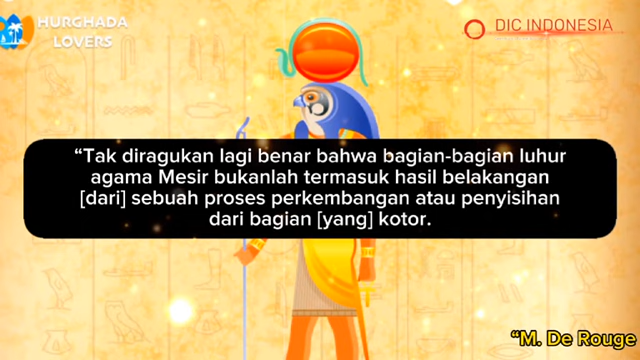 HURGHADA
LOVERS
DIC INDONESIA
“Tak diragukan lagi benar bahwa bagian-bagian luhur
agama Mesir bukanlah termasuk hasil belakangan
[dari] sebuah proses perkembangan atau penyisihan
dari bagian [yang] kotor.
“M. De Rouge